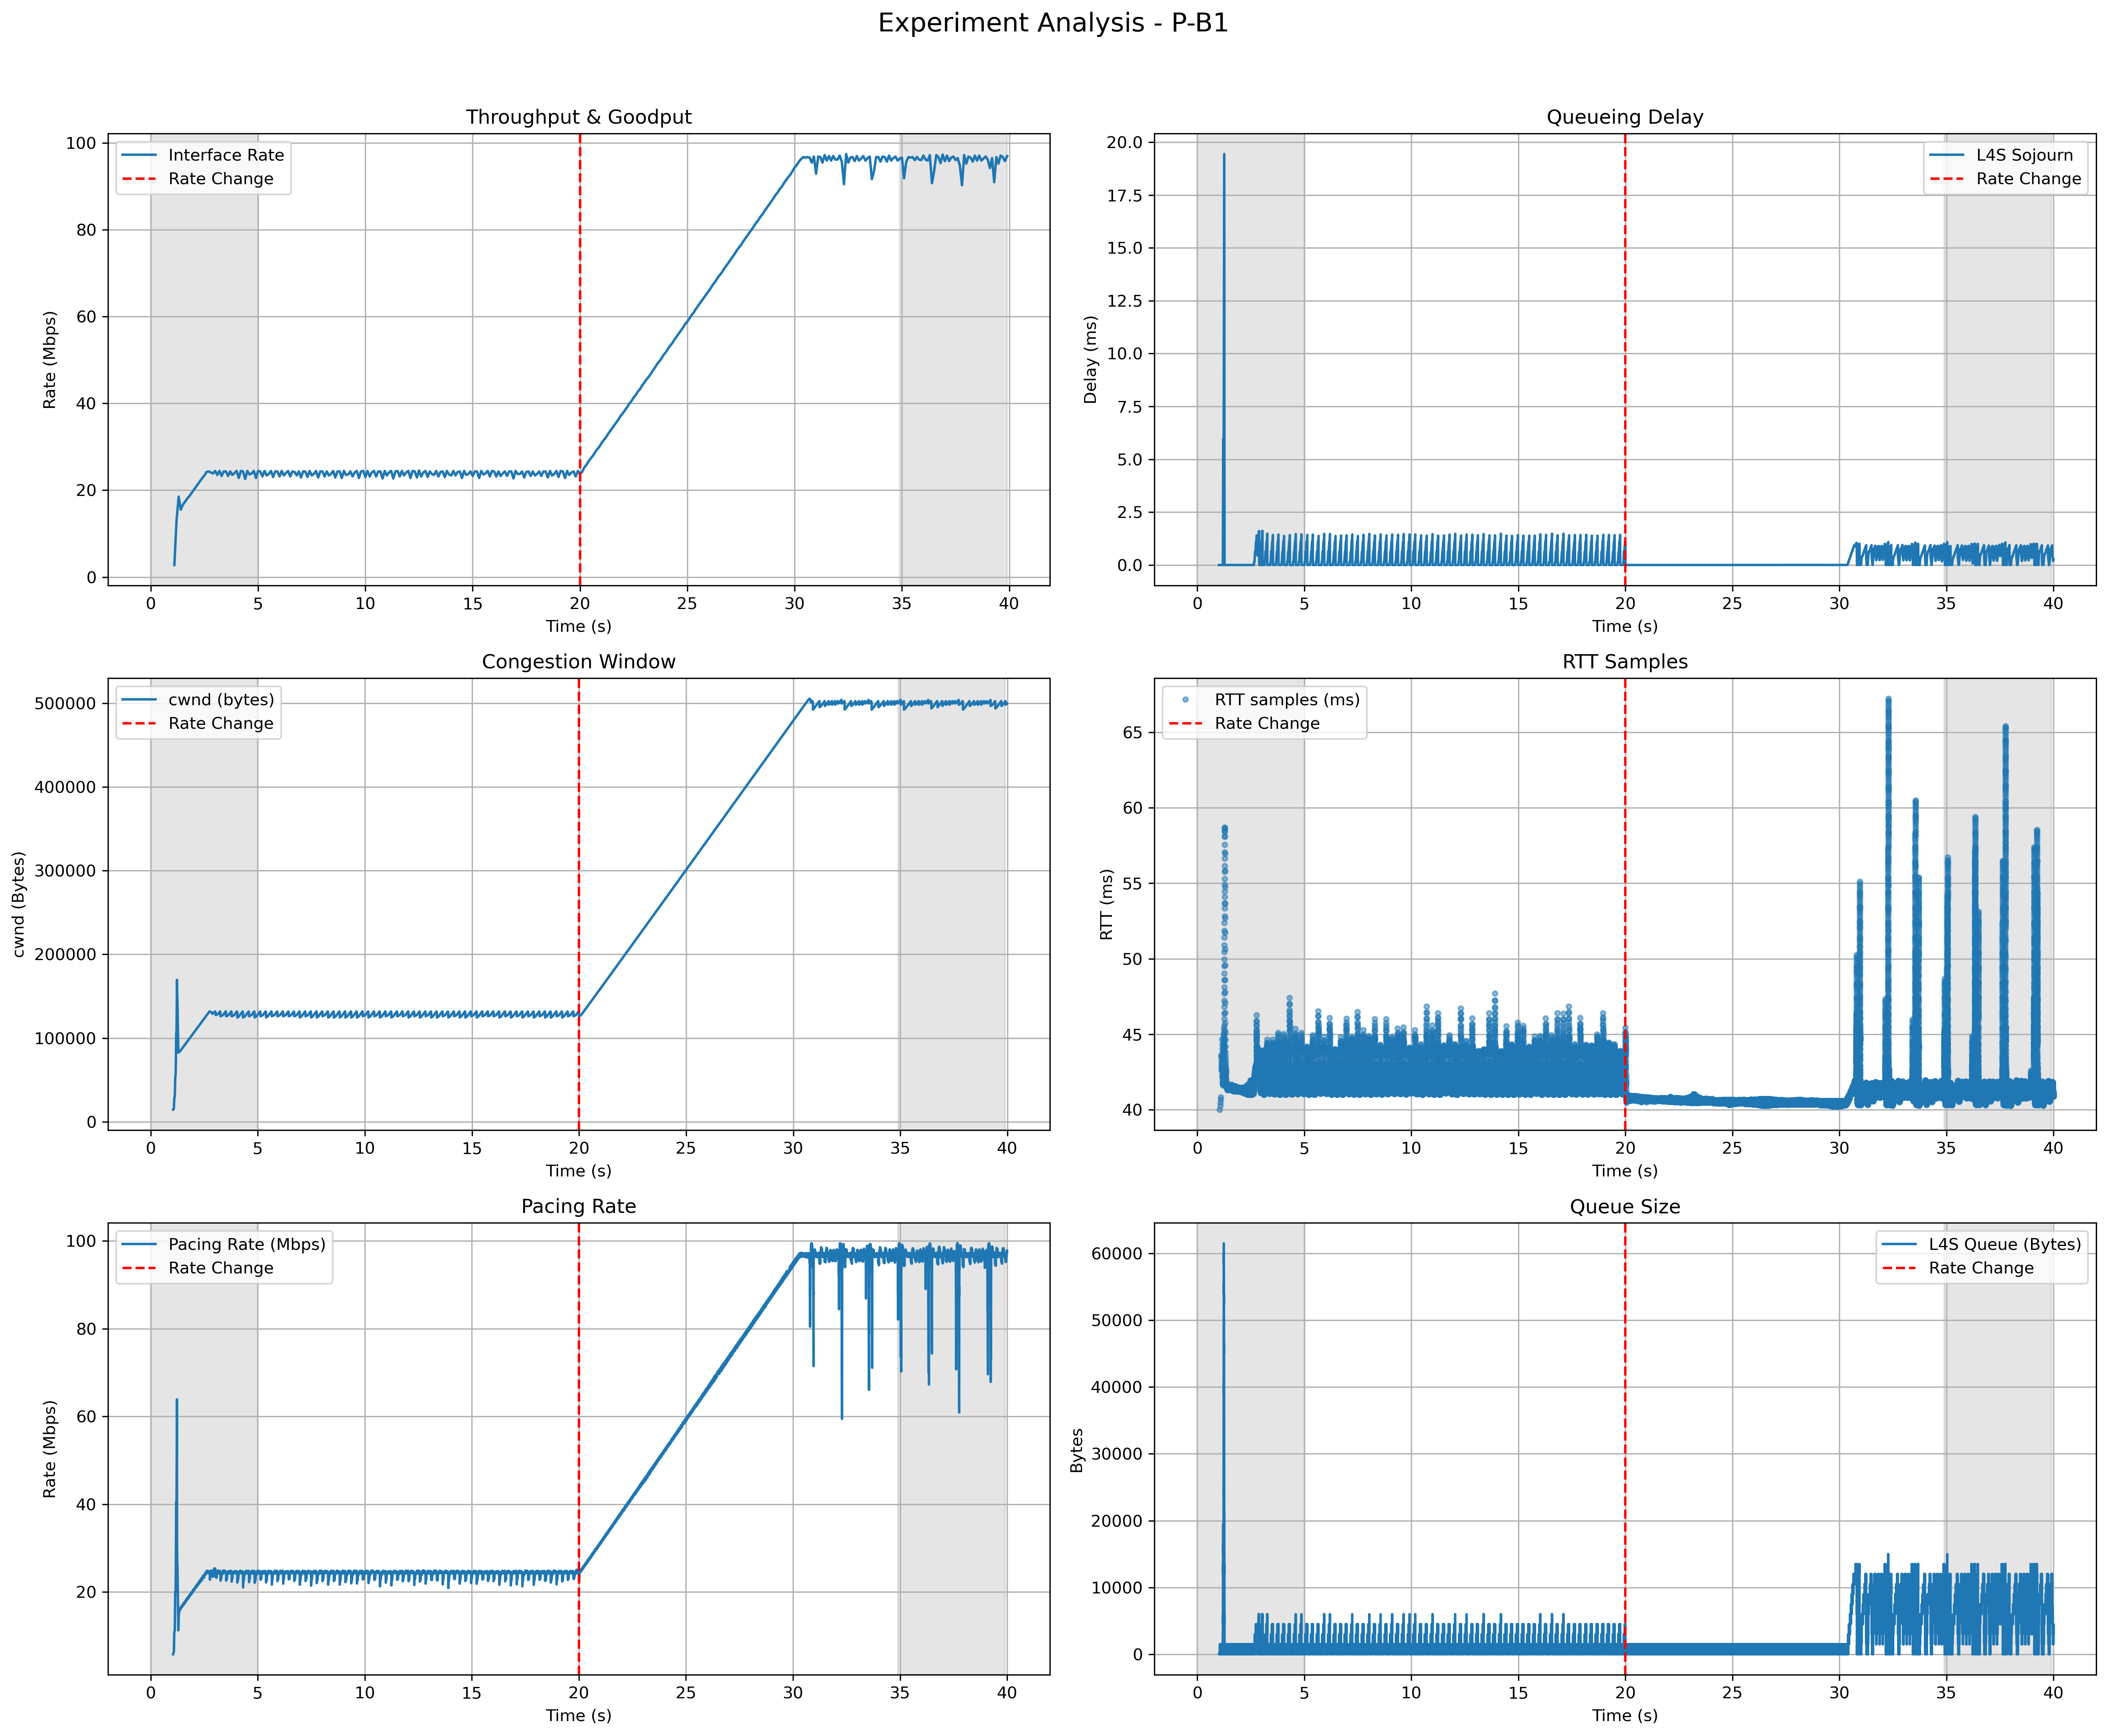 Experiment Analysis - P-B1
Throughput & Goodput
Interface Rate
Rate Change
Rate (Mbps)
100
80
60
40
20
0
0 5 10 15 20 25 30 35 40
Time (s)
Queueing Delay
L4S Sojourn
Rate Change
Delay (ms)
20.0
17.5
15.0
12.5
10.0
7.5
5.0
2.5
0.0
0 5 10 15 20 25 30 35 40
Time (s)
Congestion Window
cwnd (bytes)
Rate Change
cwnd (Bytes)
500000
400000
300000
200000
100000
0
0 5 10 15 20 25 30 35 40
Time (s)
RTT Samples
RTT samples (ms)
Rate Change
RTT (ms)
65
60
55
50
45
40
0 5 10 15 20 25 30 35 40
Time (s)
Pacing Rate
Pacing Rate (Mbps)
Rate Change
Rate (Mbps)
100
80
60
40
20
0 5 10 15 20 25 30 35 40
Time (s)
Queue Size
L4S Queue (Bytes)
Rate Change
Bytes
60000
50000
40000
30000
20000
10000
0
0 5 10 15 20 25 30 35 40
Time (s)